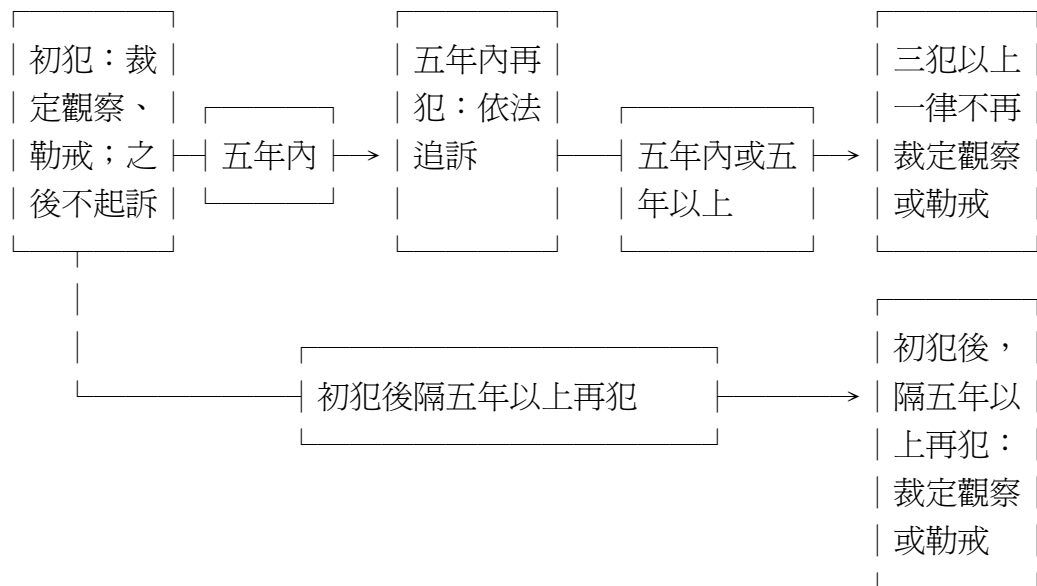 初犯：裁
定觀察、
勒戒；之
後不起訴
五年內
五年內再
犯：依法
追訴
五年內或五
年以上
三犯以上
一律不再
裁定觀察
或勒戒
初犯後隔五年以上再犯
初犯後，
隔五年以
上再犯：
裁定觀察
或勒戒